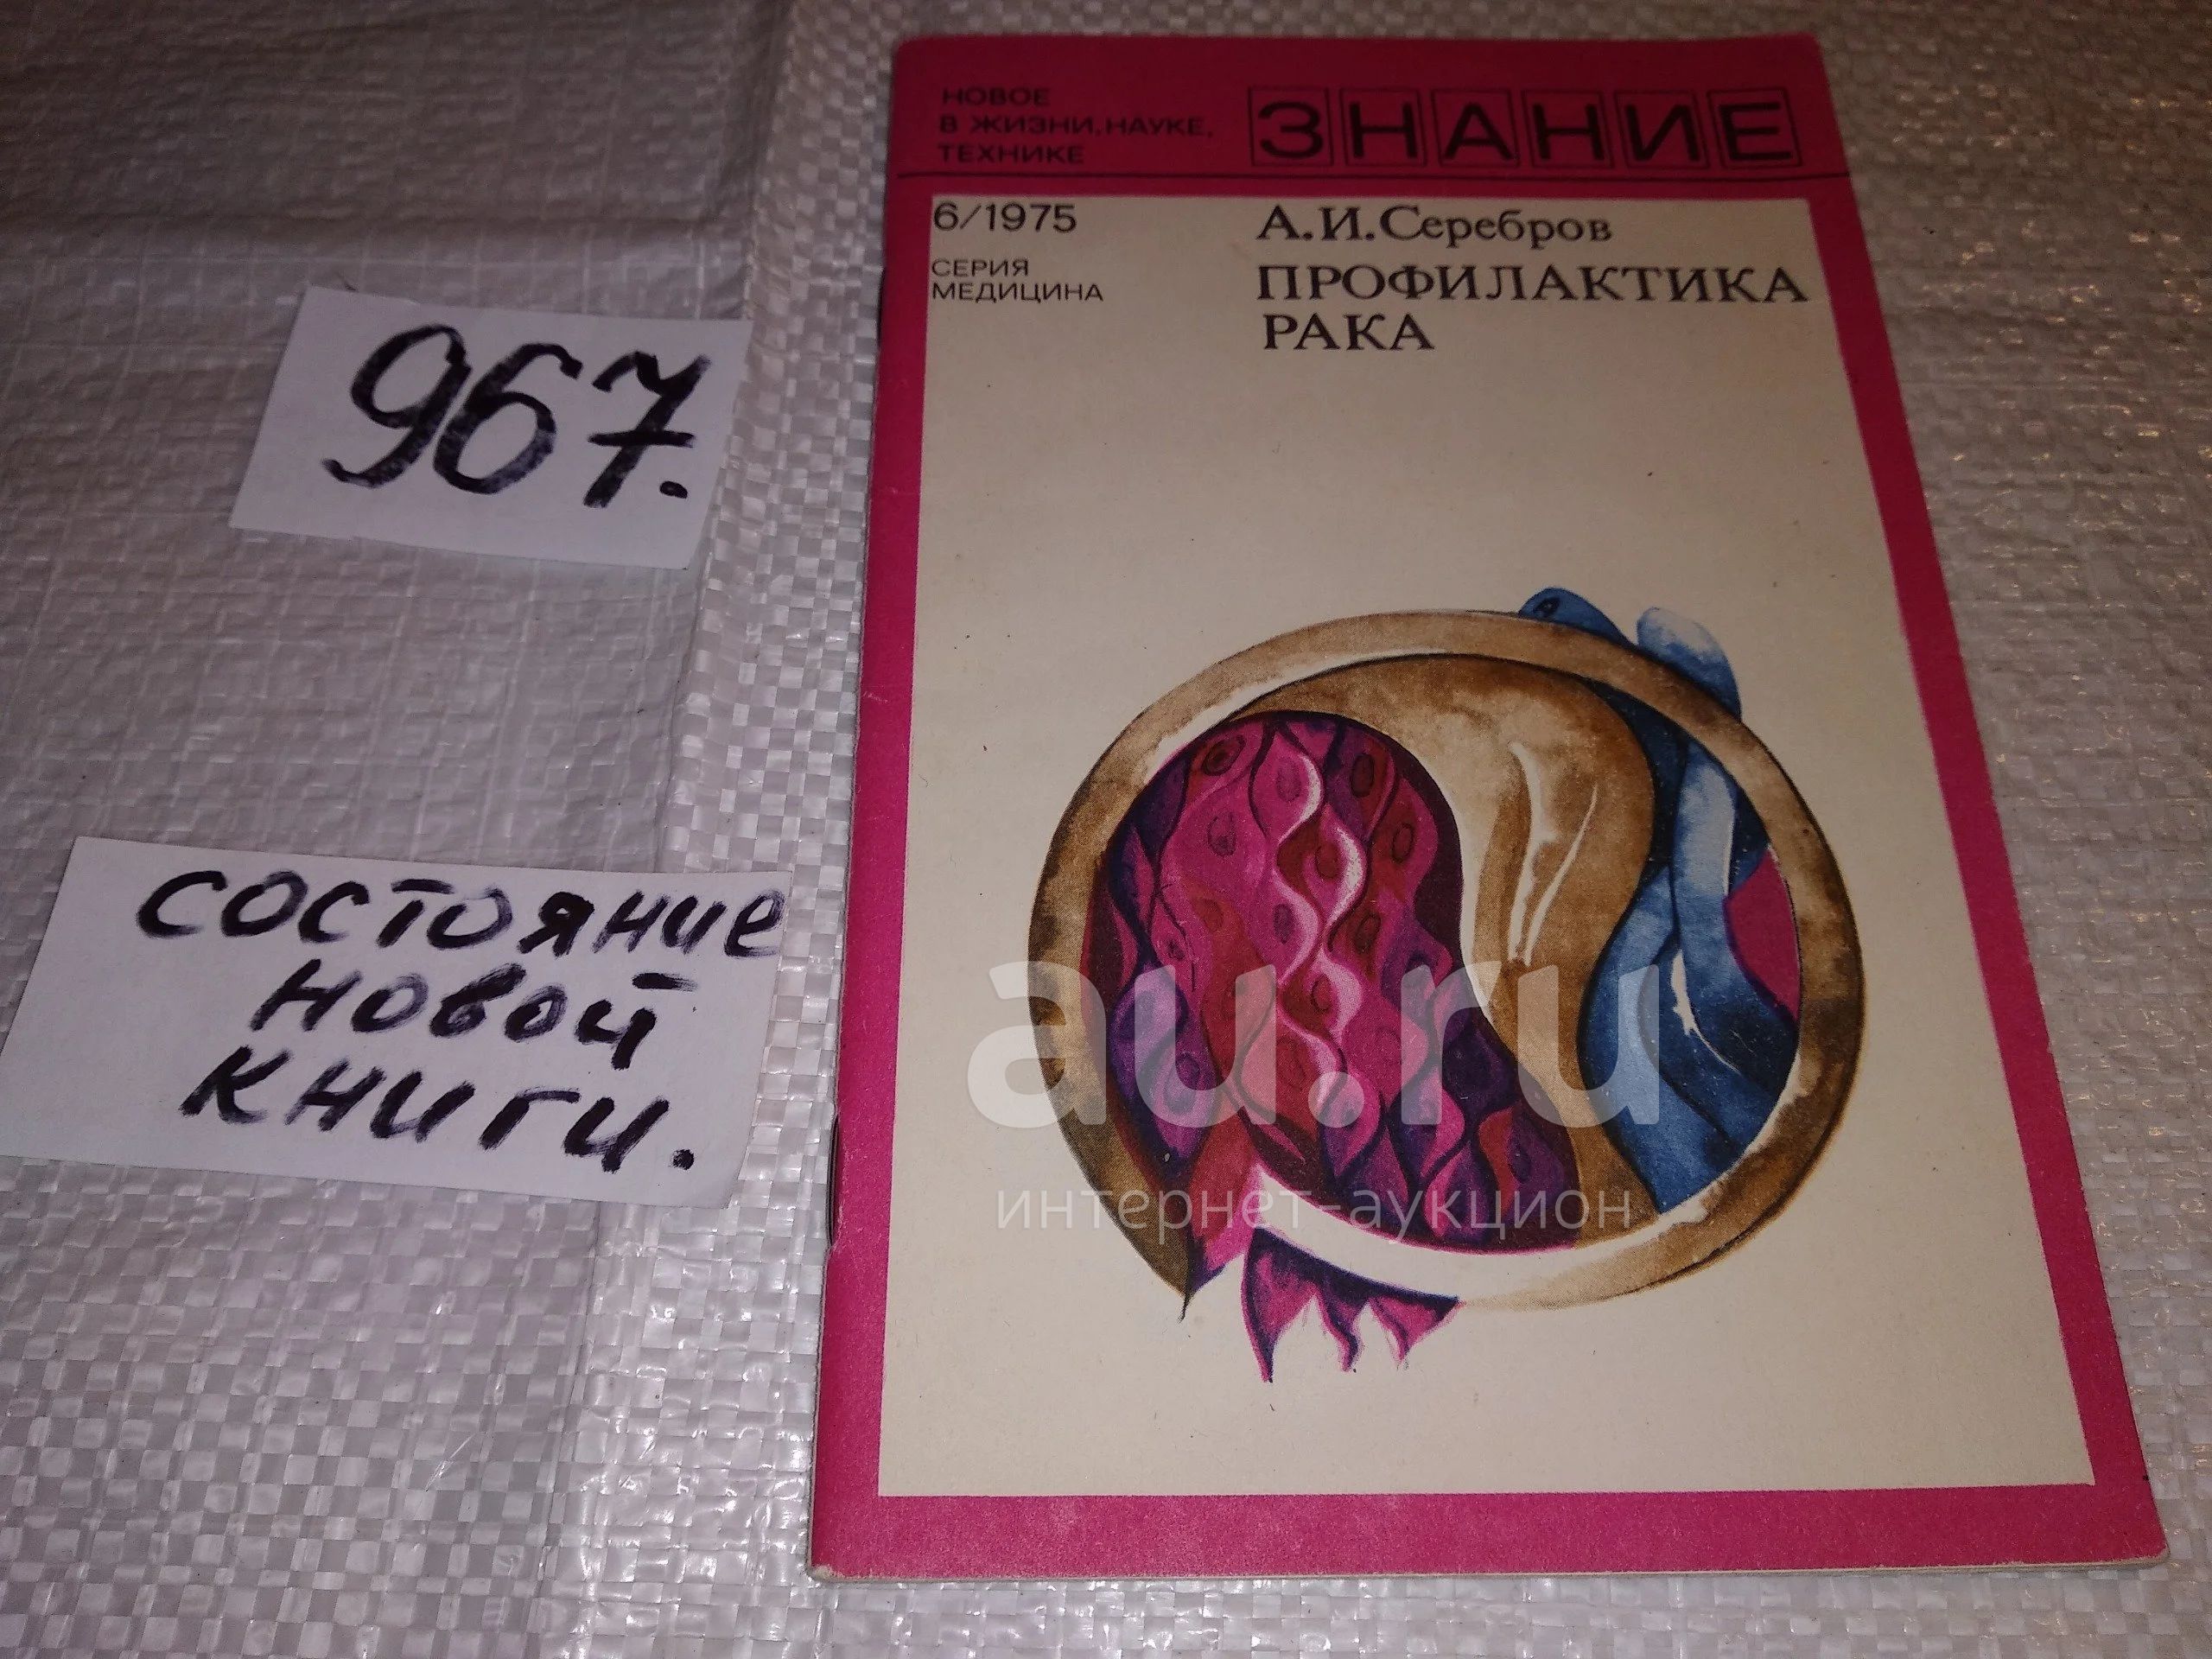 НОВОЕ
В ЖИЗНИ, НАУКЕ,
ТЕХНИКЕ
ЗНАНИЕ
6/1975
СЕРИЯ
МЕДИЦИНА
А.И.Серебров
ПРОФИЛАКТИКА
РАКА
967.
состояние
новой
книги.
au.ru
интернет-аукцион